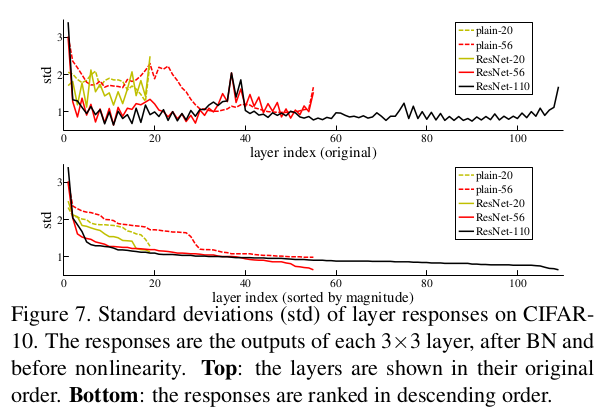 3
2
1
std
plain-20
plain-56
ResNet-20
ResNet-56
ResNet-110
0 20 40 60 80 100
layer index (original)
3
2
1
std
plain-20
plain-56
ResNet-20
ResNet-56
ResNet-110
0 20 40 60 80 100
layer index (sorted by magnitude)
Figure 7. Standard deviations (std) of layer responses on CIFAR-
10. The responses are the outputs of each 3×3 layer, after BN and
before nonlinearity. Top: the layers are shown in their original
order. Bottom: the responses are ranked in descending order.